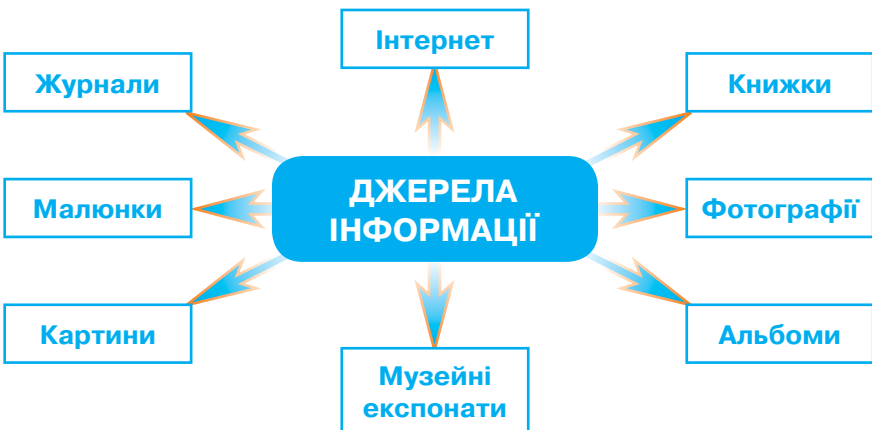 Інтернет
Журнали
Книжки
ДЖЕРЕЛА
ІНФОРМАЦІЇ
Малюнки
Фотографії
Картини
Альбоми
Музейні
експонати